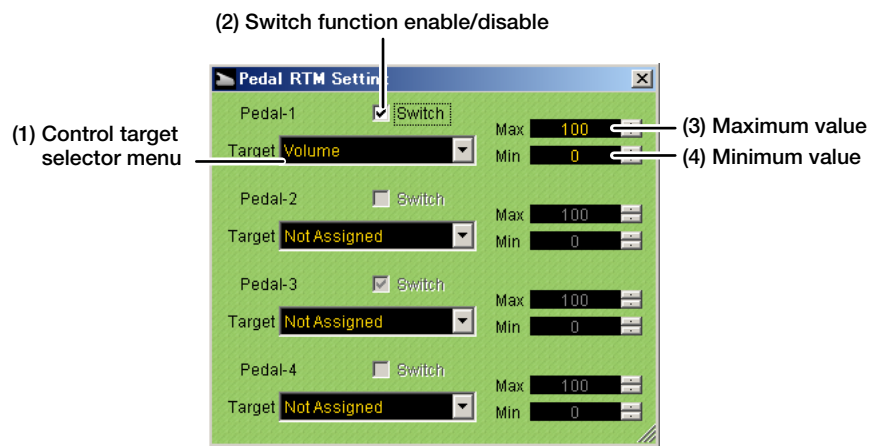 (2) Switch function enable/disable
Pedal RTM Setting
Pedal-1 Switch
(1) Control target
selector menu
Target Volume
Max 100
(3) Maximum value
Min 0
(4) Minimum value
Pedal-2 Switch
Max 100
Target Not Assigned
Min 0
Pedal-3 Switch
Max 100
Target Not Assigned
Min 0
Pedal-4 Switch
Max 100
Target Not Assigned
Min 0